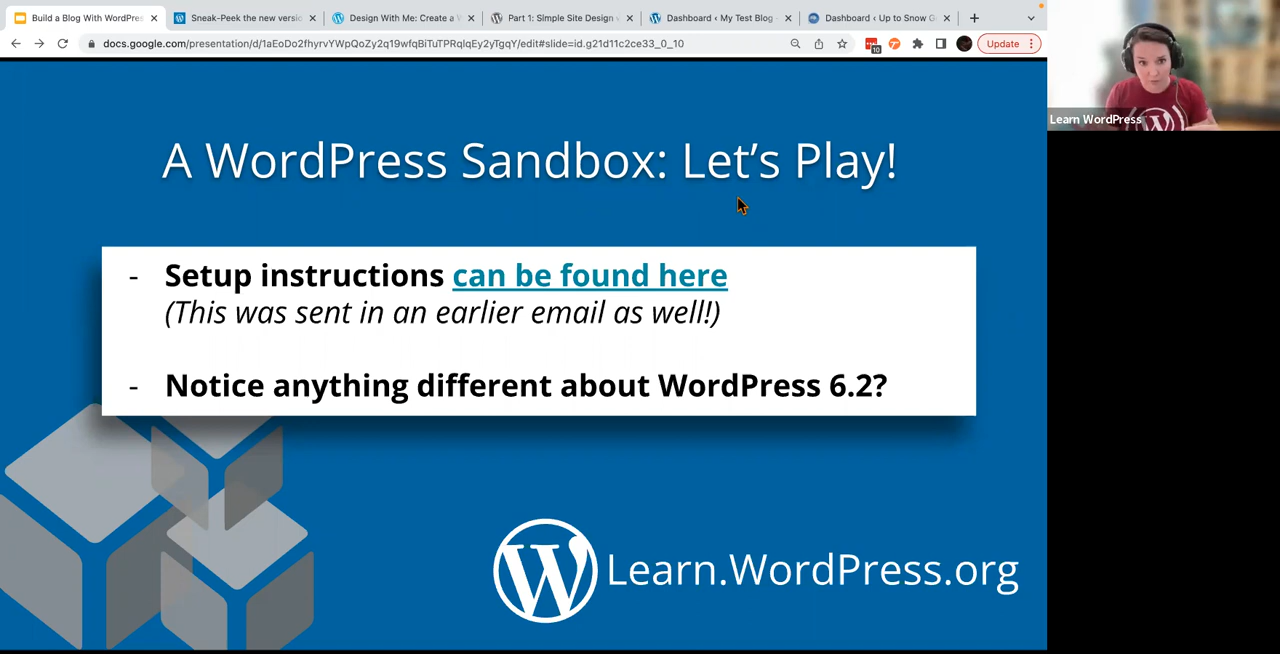 Build a Blog With WordPres
Sneak-Peek the new versio
Design With Me: Create a W
Part 1: Simple Site Design w
Dashboard ‹ My Test Blog
Dashboard ‹ Up to Snow G
docs.google.com/presentation/d/1aEoDo2fhyrvYWpQoZy2q19wfqBiTuTPRqlqEy2yTgqY/edit#slide=id.g21d11c2ce33_0_10
10
Update
Learn WordPress
A WordPress Sandbox: Let's Play!
- Setup instructions can be found here
(This was sent in an earlier email as well!)
- Notice anything different about WordPress 6.2?
Learn.WordPress.org